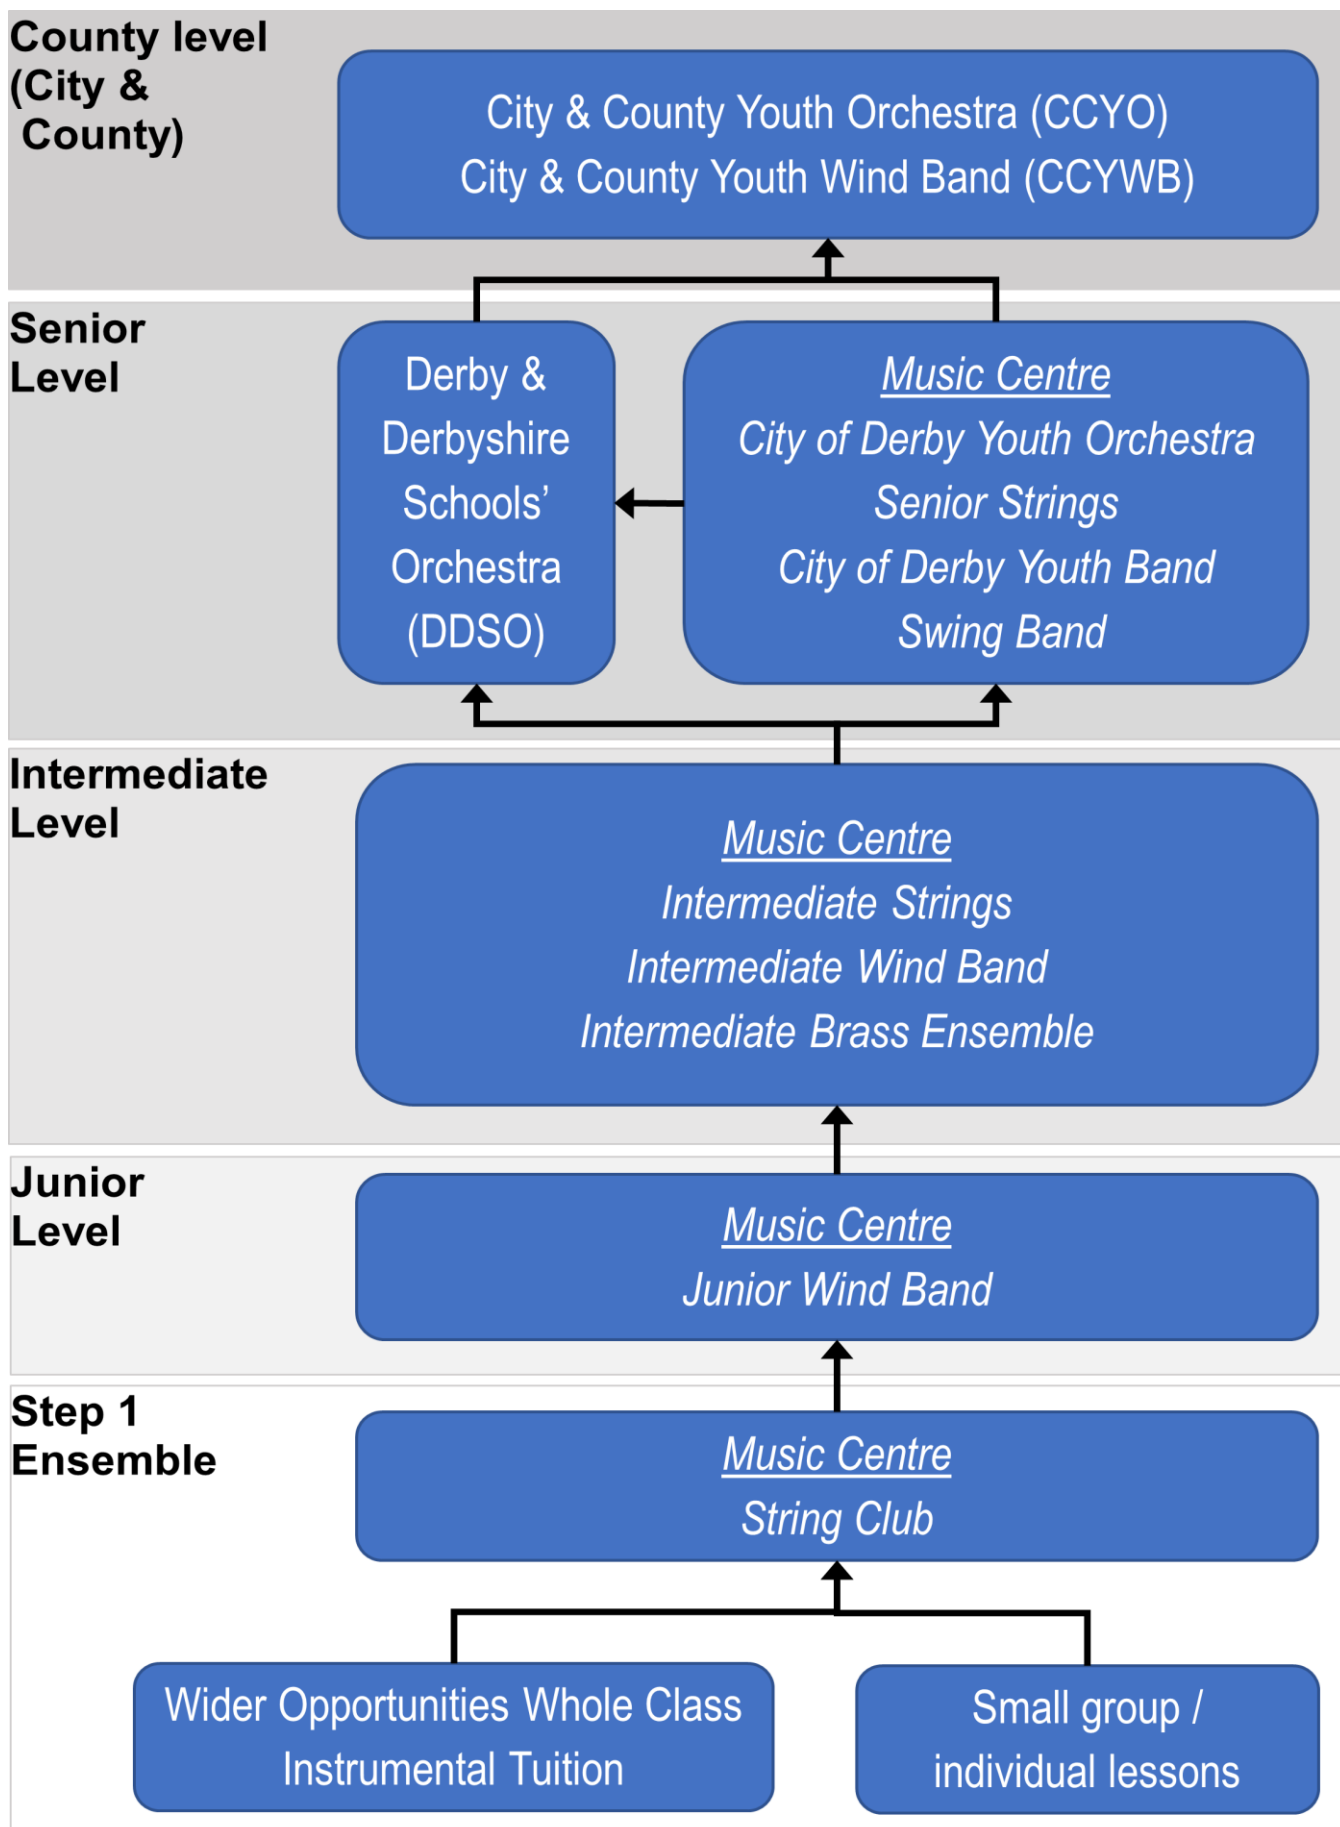 County level
(City &
County)
City & County Youth Orchestra (CCYO)
City & County Youth Wind Band (CCYWB)
Senior
Level
Derby &
Derbyshire
Schools’
Orchestra
(DDSO)
Music Centre
City of Derby Youth Orchestra
Senior Strings
City of Derby Youth Band
Swing Band
Intermediate
Level
Music Centre
Intermediate Strings
Intermediate Wind Band
Intermediate Brass Ensemble
Junior
Level
Music Centre
Junior Wind Band
Step 1
Ensemble
Music Centre
String Club
Wider Opportunities Whole Class
Instrumental Tuition
Small group /
individual lessons